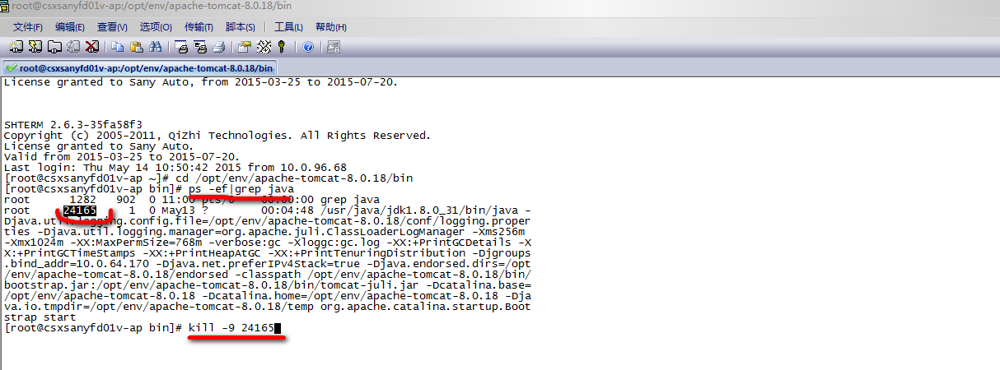 root@csxsanyfd01v-ap:/opt/env/apache-tomcat-8.0.18/bin
文件(F) 编辑(E) 查看(V) 选项(O) 传输(T) 脚本(S) 工具(L) 帮助(H)
root@csxsanyfd01v-ap:/opt/env/apache-tomcat-8.0.18/bin
License granted to Sany Auto, from 2015-03-25 to 2015-07-20.
SHTERM 2.6.3-35fa58f3
Copyright (c) 2005-2011, QiZhi Technologies. All Rights Reserved.
License granted to Sany Auto.
Valid from 2015-03-25 to 2015-07-20.
Last login: Thu May 14 10:50:42 2015 from 10.0.96.68
[root@csxsanyfd01v-ap ~]# cd /opt/env/apache-tomcat-8.0.18/bin
[root@csxsanyfd01v-ap bin]# ps -ef|grep java
root      1282   902  0 11:00 pts/0    00:00:00 grep java
root     24165     1  0 May13 ?        00:04:48 /usr/java/jdk1.8.0_31/bin/java -
Djava.util.logging.config.file=/opt/env/apache-tomcat-8.0.18/conf/logging.proper
ties -Djava.util.logging.manager=org.apache.juli.ClassLoaderLogManager -Xms256m
-Xmx1024m -XX:MaxPermSize=768m -verbose:gc -Xloggc:gc.log -XX:+PrintGCDetails -X
X:+PrintGCTimeStamps -XX:+PrintHeapAtGC -XX:+PrintTenuringDistribution -Djgroups
.bind_addr=10.0.64.170 -Djava.net.preferIPv4Stack=true -Djava.endorsed.dirs=/opt
/env/apache-tomcat-8.0.18/endorsed -classpath /opt/env/apache-tomcat-8.0.18/bin/
bootstrap.jar:/opt/env/apache-tomcat-8.0.18/bin/tomcat-juli.jar -Dcatalina.base=
/opt/env/apache-tomcat-8.0.18 -Dcatalina.home=/opt/env/apache-tomcat-8.0.18 -Dja
va.io.tmpdir=/opt/env/apache-tomcat-8.0.18/temp org.apache.catalina.startup.Boot
strap start
[root@csxsanyfd01v-ap bin]# kill -9 24165